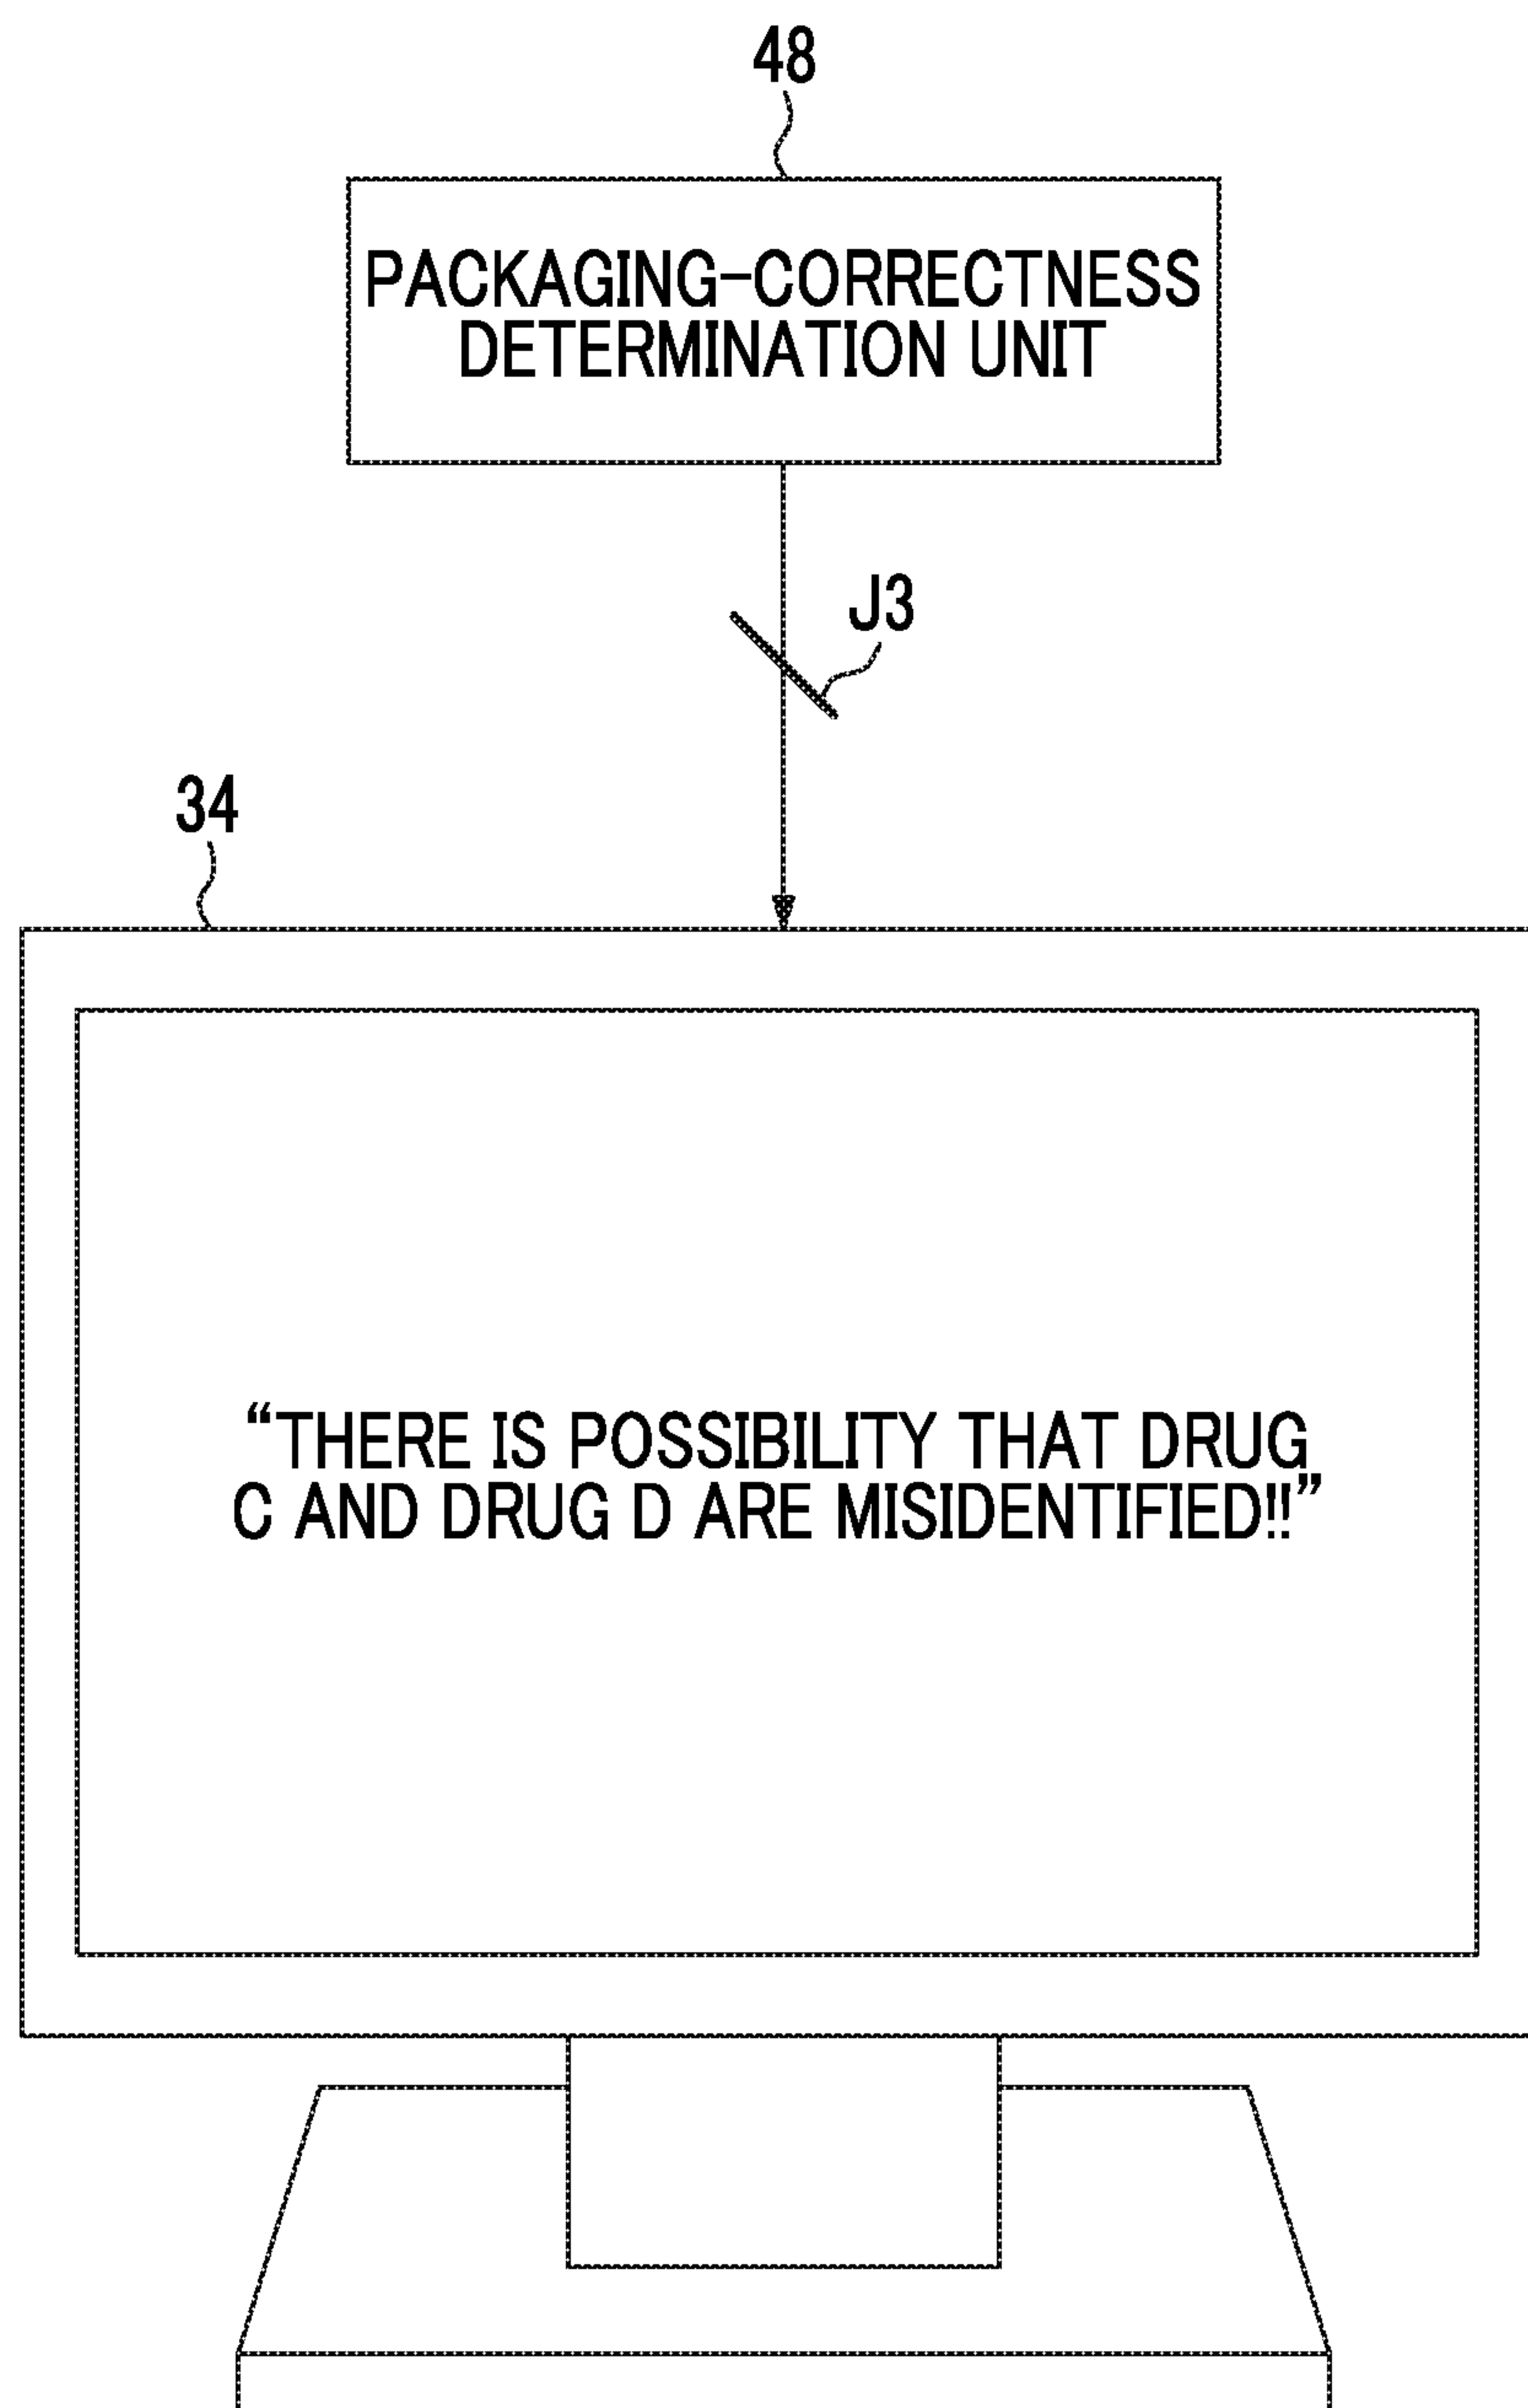 48
PACKAGING-CORRECTNESS
DETERMINATION UNIT
J3
34
“THERE IS POSSIBILITY THAT DRUG
C AND DRUG D ARE MISIDENTIFIED!!”